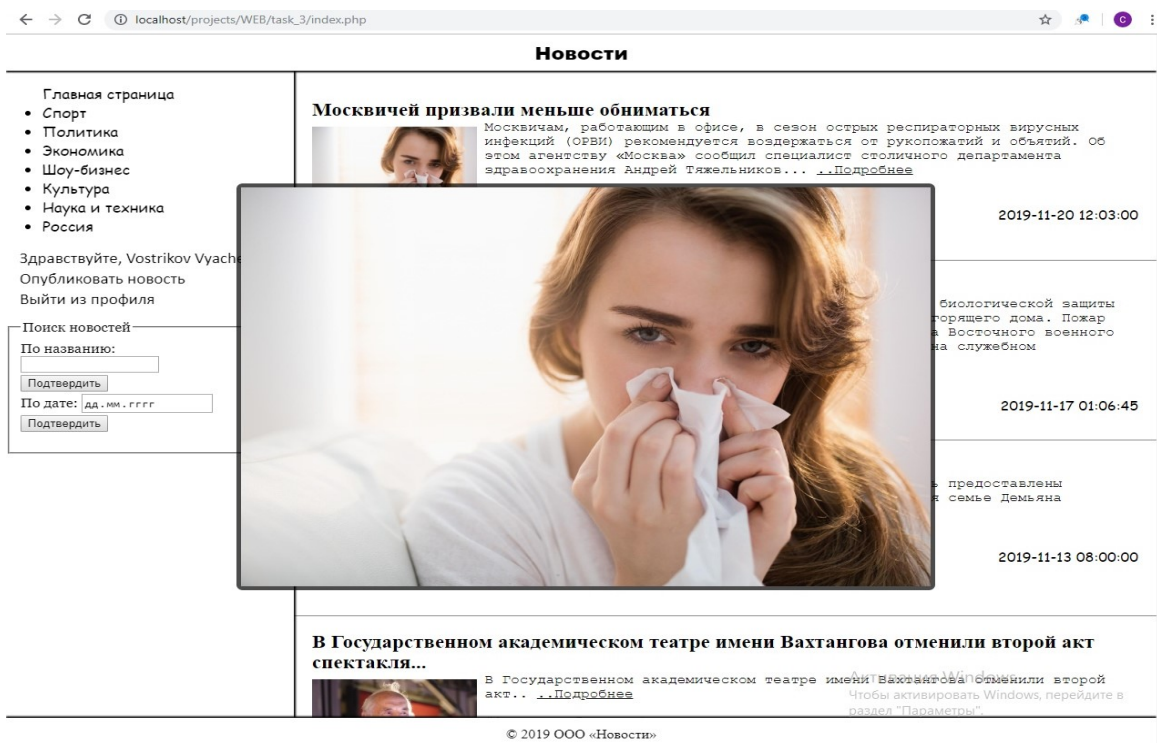 localhost/projects/WEB/task_3/index.php
C
Новости
Главная страница
Спорт
Политика
Экономика
Шоу-бизнес
Культура
Наука и техника
Россия
Здравствуйте, Vostrikov Vyache
Опубликовать новость
Выйти из профиля
Поиск новостей
По названию:
Подтвердить
По дате: дд.мм.гггг
Подтвердить
Москвичей призвали меньше обниматься
Москвичам, работающим в офисе, в сезон острых респираторных вирусных
инфекций (ОРВИ) рекомендуется воздержаться от рукопожатий и объятий. Об
этом агентству «Москва» сообщил специалист столичного департамента
здравоохранения Андрей Тяжельников... ..Подробнее
2019-11-20 12:03:00
биологической защиты
горящего дома. Пожар
а Восточного военного
на служебном
2019-11-17 01:06:45
ь предоставлены
я семье Демьяна
2019-11-13 08:00:00
В Государственном академическом театре имени Вахтангова отменили второй акт
спектакля...
В Государственном академическом театре имени Вахтангова отменили второй
акт.. ..Подробнее
Активация Windows
Чтобы активировать Windows, перейдите в
раздел "Параметры".
© 2019 ООО «Новости»